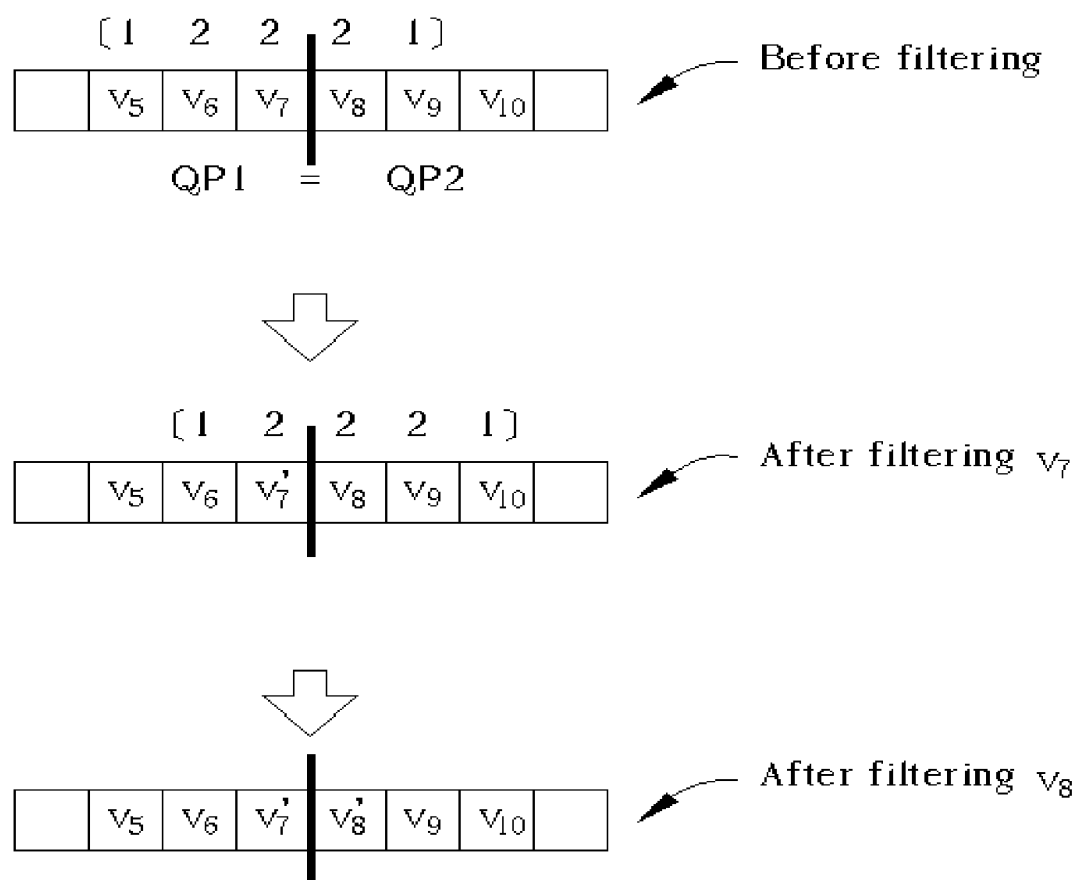 [1 2 2 2 1]
Before filtering
V5 V6 V7 V8 V9 V10
QP1 = QP2
[1 2 2 2 1]
After filtering V7
V5 V6 V7' V8 V9 V10
After filtering V8
V5 V6 V7' V8' V9 V10